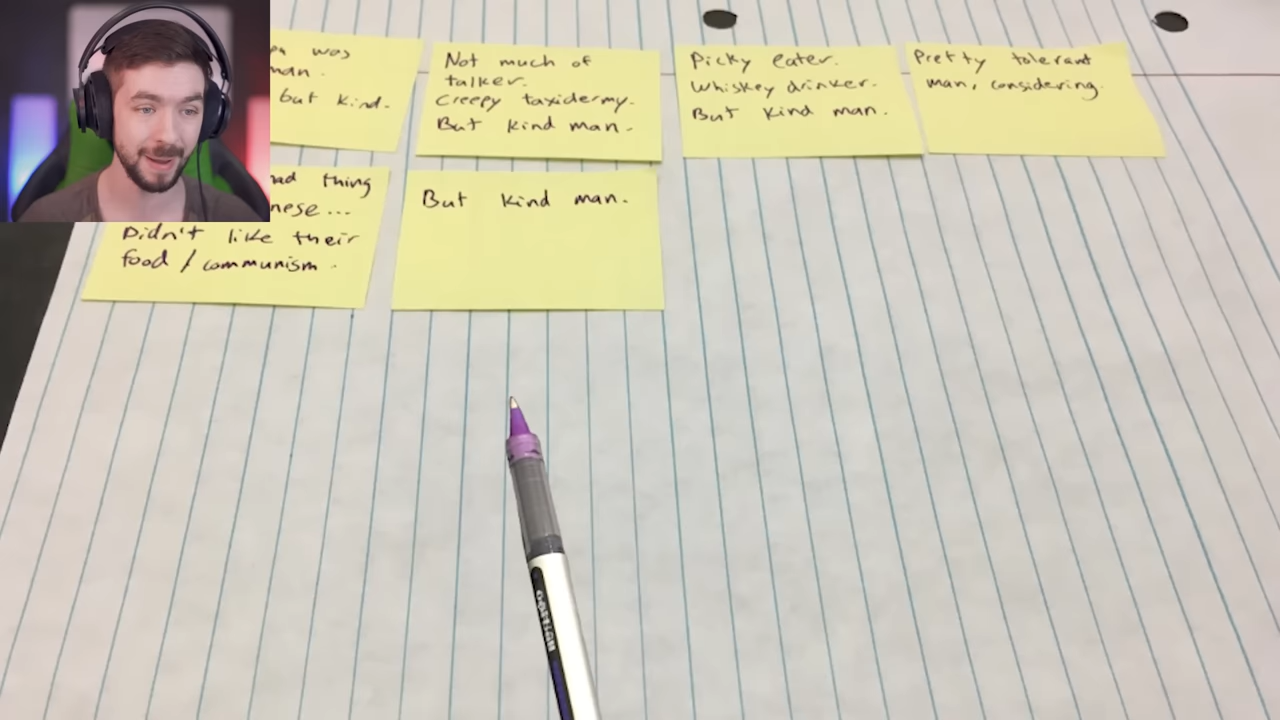 was
man.
but kind.
Not much of
talker.
Creepy taxidermy.
But kind man.
Picky eater.
Whiskey drinker.
But kind man.
Pretty tolerant
man, considering.
thing
Didn't like their
food / communism.
But kind man.